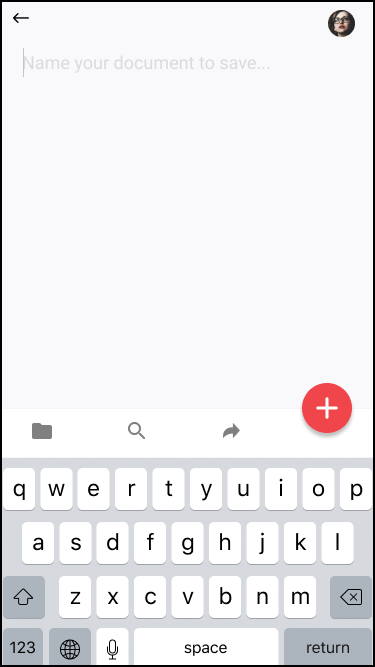 Name your document to save...
q w e r t y u i o p
a s d f g h j k l
z x c v b n m
123 space return